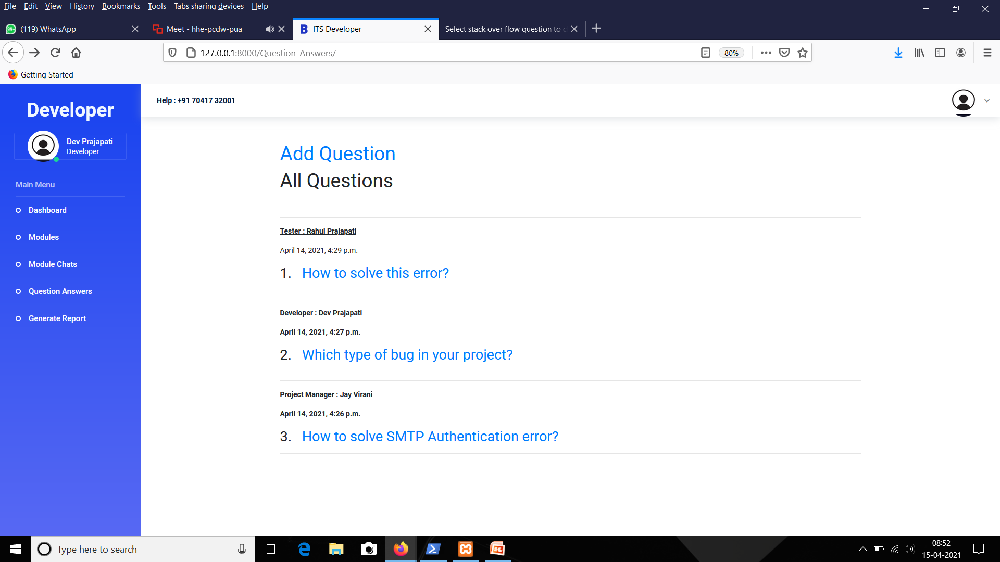 File Edit View History Bookmarks Tools Tabs sharing devices Help
(119) WhatsApp
Meet - hhe-pcdw-pua
ITS Developer
Select stack over flow question to
127.0.0.1:8000/Question_Answers/
80%
Getting Started
Developer
Dev Prajapati
Developer
Main Menu
Dashboard
Modules
Module Chats
Question Answers
Generate Report
Help : +91 70417 32001
Add Question
All Questions
Tester : Rahul Prajapati
April 14, 2021, 4:29 p.m.
1. How to solve this error?
Developer : Dev Prajapati
April 14, 2021, 4:27 p.m.
2. Which type of bug in your project?
Project Manager : Jay Virani
April 14, 2021, 4:26 p.m.
3. How to solve SMTP Authentication error?
Type here to search
08:52
15-04-2021